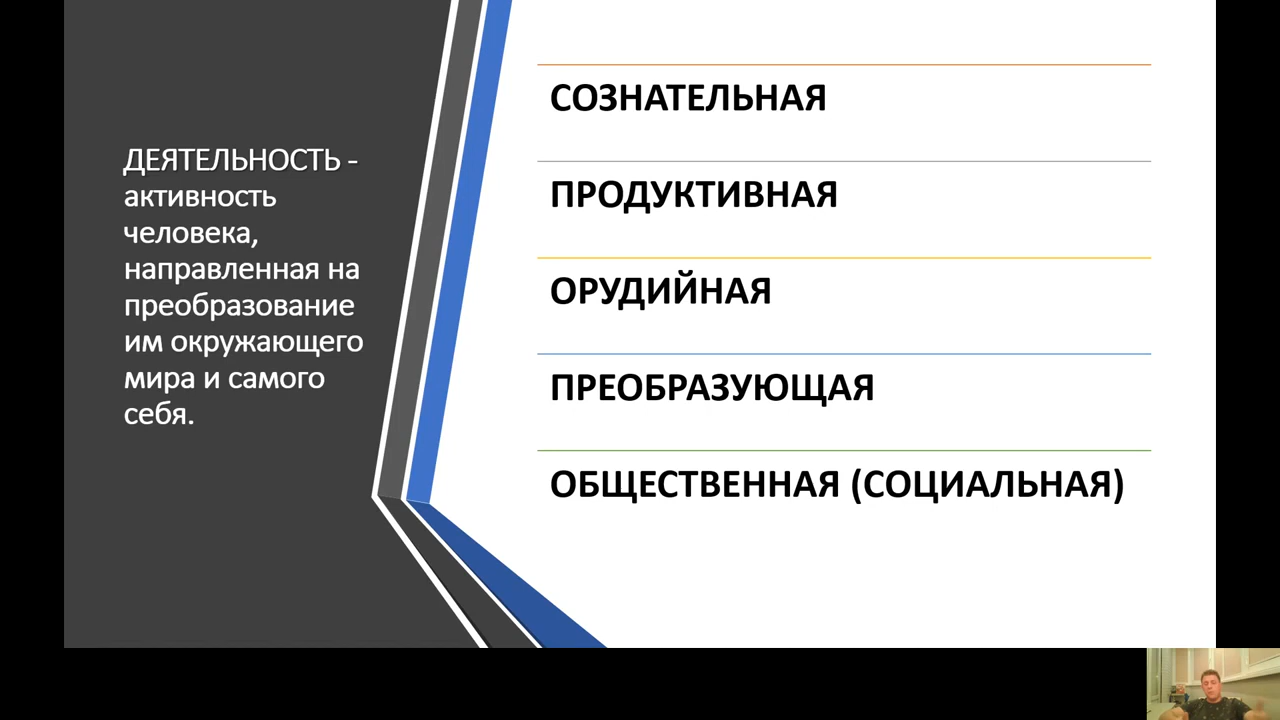 ДЕЯТЕЛЬНОСТЬ -
активность
человека,
направленная на
преобразование
им окружающего
мира и самого
себя.
СОЗНАТЕЛЬНАЯ
ПРОДУКТИВНАЯ
ОРУДИЙНАЯ
ПРЕОБРАЗУЮЩАЯ
ОБЩЕСТВЕННАЯ (СОЦИАЛЬНАЯ)